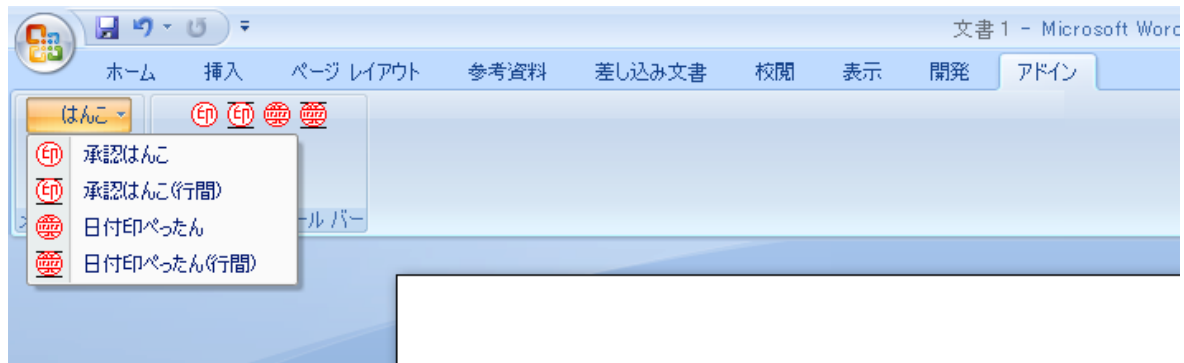 文書 1 - Microsoft Word
ホーム 挿入 ページ レイアウト 参考資料 差し込み文書 校閲 表示 開発 アドイン
はんこ
承認はんこ
承認はんこ(行間)
日付印ぺったん
ール バー
日付印ぺったん(行間)